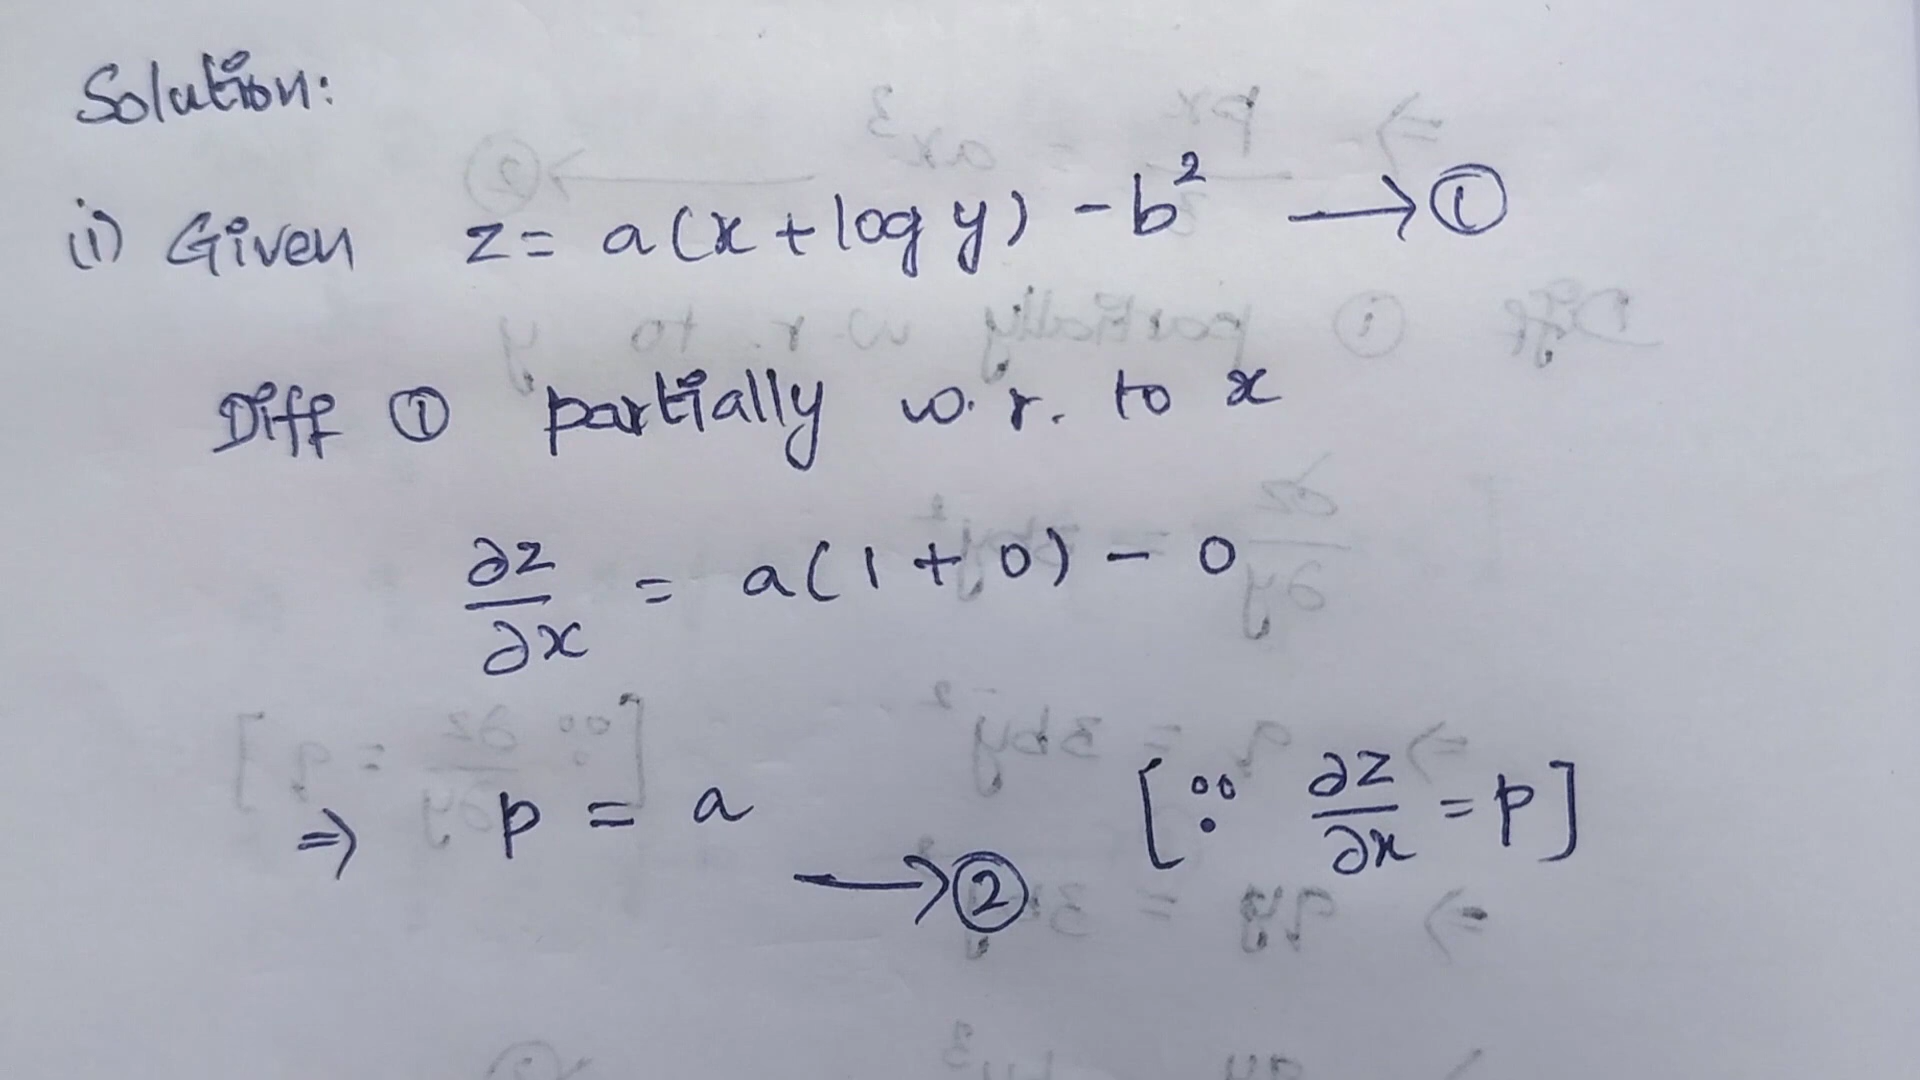 Solution:
(i) Given z = a(x + log y) - b² ⟶ ①
Diff ① partially w.r. to x
∂z/∂x = a(1 + 0) - 0
⇒ p = a ⟶ ② [∵ ∂z/∂x = p]